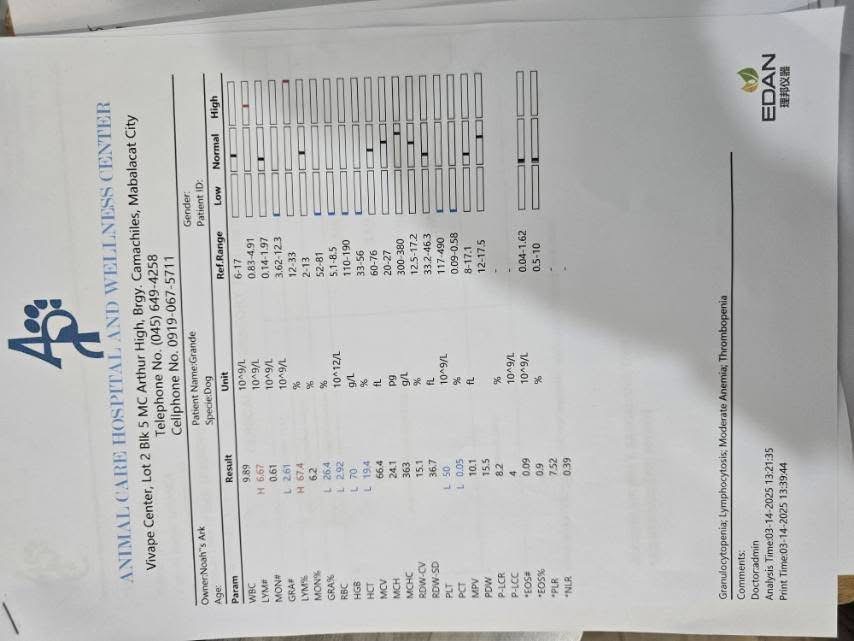 ANIMAL CARE HOSPITAL AND WELLNESS CENTER
Vivape Center, Lot 2 Blk 5 MC Arthur High, Brgy. Camachiles, Mabalacat City
Telephone No. (045) 649-4258
Cellphone No. 0919-067-5711
Owner:Noah"s Ark Patient Name:Grande Gender:
Age: Specie:Dog Patient ID:
Param Result Unit Ref.Range Low Normal High
WBC 9.89 10^9/L 6-17
LYM# H 6.67 10^9/L 0.83-4.91
MON# 0.61 10^9/L 0.14-1.97
GRA# L 2.61 10^9/L 3.62-12.3
LYM% H 67.4 % 12-33
MON% 6.2 % 2-13
GRA% L 26.4 % 52-81
RBC L 2.92 10^12/L 5.1-8.5
HGB L 70 g/L 110-190
HCT L 19.4 % 33-56
MCV 66.4 fL 60-76
MCH 24.1 pg 20-27
MCHC 363 g/L 300-380
RDW-CV 15.1 % 12.5-17.2
RDW-SD 36.7 fL 33.2-46.3
PLT L 50 10^9/L 117-490
PCT L 0.05 % 0.09-0.58
MPV 10.1 fL 8-17.1
PDW 15.5 12-17.5
P-LCR 8.2 % -
P-LCC 4 10^9/L -
*EOS# 0.09 10^9/L 0.04-1.62
*EOS% 0.9 % 0.5-10
*PLR 7.52 -
*NLR 0.39 -
Granulocytopenia; Lymphocytosis; Moderate Anemia; Thrombopenia
Comments:
Doctor:admin
Analysis Time:03-14-2025 13:21:35
Print Time:03-14-2025 13:39:44
EDAN
理邦仪器